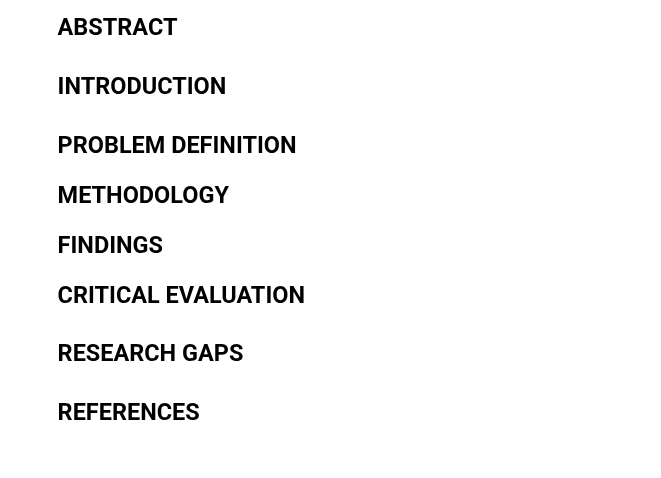 ABSTRACT
INTRODUCTION
PROBLEM DEFINITION
METHODOLOGY
FINDINGS
CRITICAL EVALUATION
RESEARCH GAPS
REFERENCES